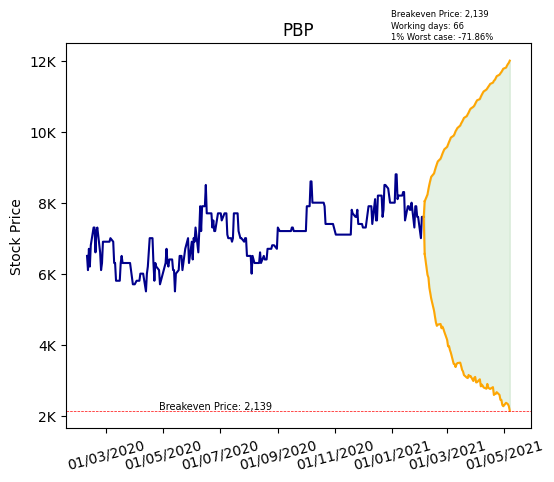 Breakeven Price: 2,139
Working days: 66
1% Worst case: -71.86%
PBP
12K
10K
8K
6K
4K
2K
Stock Price
Breakeven Price: 2,139
01/03/2020
01/05/2020
01/07/2020
01/09/2020
01/11/2020
01/01/2021
01/03/2021
01/05/2021